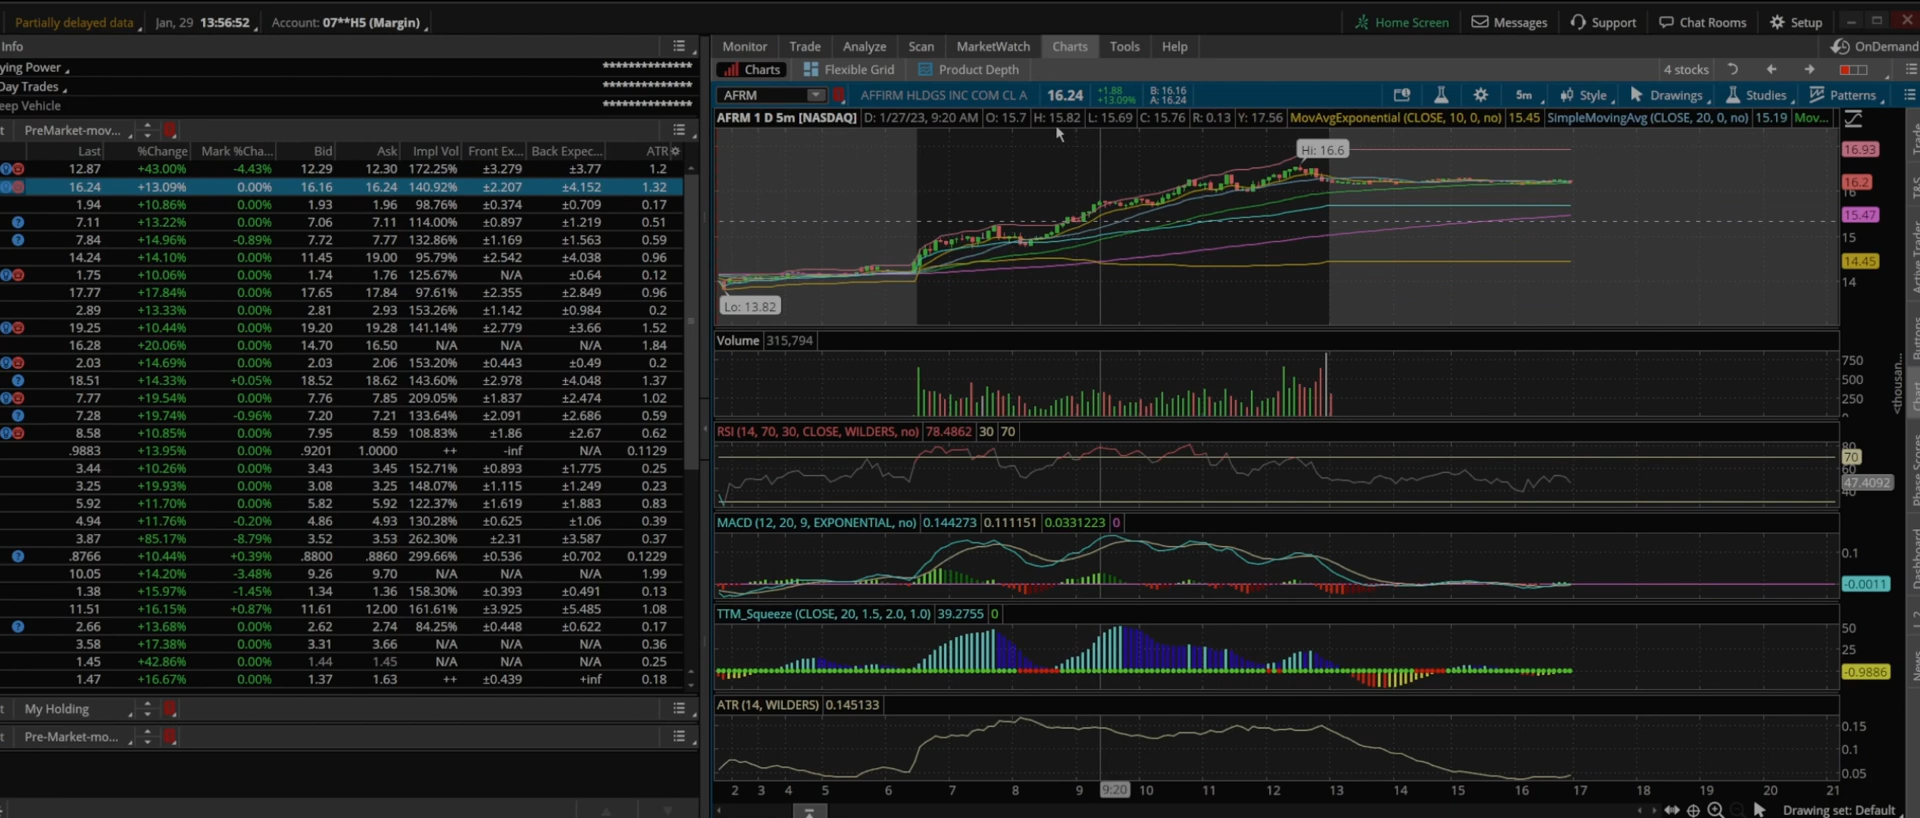 Partially delayed data Jan, 29 13:56:52 Account: 07**H5 (Margin) Home Screen Messages Support Chat Rooms Setup
Info
ying Power ***************
Day Trades ***************
eep Vehicle ***************
PreMarket-mov...
Last %Change Mark %Cha... Bid Ask Impl Vol Front Ex... Back Expec... ATR
12.87 +43.00% -4.43% 12.29 12.30 172.25% ±3.279 ±3.77 1.2
16.24 +13.09% 0.00% 16.16 16.24 140.92% ±2.207 ±4.152 1.32
1.94 +10.86% 0.00% 1.93 1.96 98.76% ±0.374 ±0.709 0.17
7.11 +13.22% 0.00% 7.06 7.11 114.00% ±0.897 ±1.219 0.51
7.84 +14.96% -0.89% 7.72 7.77 132.86% ±1.169 ±1.563 0.59
14.24 +14.10% 0.00% 11.45 19.00 95.79% ±2.542 ±4.038 0.96
1.75 +10.06% 0.00% 1.74 1.76 125.67% N/A ±0.64 0.12
17.77 +17.84% 0.00% 17.65 17.84 97.61% ±2.355 ±2.849 0.96
2.89 +13.33% 0.00% 2.81 2.93 153.26% ±1.142 ±0.984 0.2
19.25 +10.44% 0.00% 19.20 19.28 141.14% ±2.779 ±3.66 1.52
16.28 +20.06% 0.00% 14.70 16.50 N/A N/A N/A 1.84
2.03 +14.69% 0.00% 2.03 2.06 153.20% ±0.443 ±0.49 0.2
18.51 +14.33% +0.05% 18.52 18.62 143.60% ±2.978 ±4.048 1.37
7.77 +19.54% 0.00% 7.76 7.85 209.05% ±1.837 ±2.474 1.02
7.28 +19.74% -0.96% 7.20 7.21 133.64% ±2.091 ±2.686 0.59
8.58 +10.85% 0.00% 7.95 8.59 108.83% ±1.86 ±2.67 0.62
.9883 +13.95% 0.00% .9201 1.0000 ++ -inf N/A 0.1129
3.44 +10.26% 0.00% 3.43 3.45 152.71% ±0.893 ±1.775 0.25
3.25 +19.93% 0.00% 3.08 3.25 148.07% ±1.115 ±1.249 0.23
5.92 +11.70% 0.00% 5.82 5.92 122.37% ±1.619 ±1.883 0.83
4.94 +11.76% -0.20% 4.86 4.93 130.28% ±0.625 ±1.06 0.39
3.87 +85.17% -8.79% 3.52 3.53 262.30% ±2.31 ±3.587 0.37
.8766 +10.44% +0.39% .8800 .8860 299.66% ±0.536 ±0.702 0.1229
10.05 +14.20% -3.48% 9.26 9.70 N/A N/A N/A 1.99
1.38 +15.97% -1.45% 1.34 1.36 158.30% ±0.393 ±0.491 0.13
11.51 +16.15% +0.87% 11.61 12.00 161.61% ±3.925 ±5.485 1.08
2.66 +13.68% 0.00% 2.62 2.74 84.25% ±0.448 ±0.622 0.17
3.58 +17.38% 0.00% 3.31 3.66 N/A N/A N/A 0.36
1.45 +42.86% 0.00% 1.44 1.45 N/A N/A N/A 0.25
1.47 +16.67% 0.00% 1.37 1.63 ++ ±0.439 +inf 0.18
My Holding
Pre-Market-mo...
Monitor Trade Analyze Scan MarketWatch Charts Tools Help OnDemand
Charts Flexible Grid Product Depth 4 stocks
AFRM AFFIRM HLDGS INC COM CL A 16.24 +1.88 +13.09% B: 16.16 A: 16.24 5m Style Drawings Studies Patterns
AFRM 1 D 5m [NASDAQ] D: 1/27/23, 9:20 AM O: 15.7 H: 15.82 L: 15.69 C: 15.76 R: 0.13 Y: 17.56 MovAvgExponential (CLOSE, 10, 0, no) 15.45 SimpleMovingAvg (CLOSE, 20, 0, no) 15.19 Mov...
Hi: 16.6
16.93
16.2
16
15.47
15
14.45
14
Lo: 13.82
Volume 315,794
750
500
250
<thousan...
RSI (14, 70, 30, CLOSE, WILDERS, no) 78.4862 30 70
80
70
60
47.4092
40
MACD (12, 20, 9, EXPONENTIAL, no) 0.144273 0.111151 0.0331223 0
0.1
-0.0011
TTM_Squeeze (CLOSE, 20, 1.5, 2.0, 1.0) 39.2755 0
50
25
-0.9886
ATR (14, WILDERS) 0.145133
0.15
0.1
0.05
2 3 4 5 6 7 8 9 9:20 10 11 12 13 14 15 16 17 18 19 20 21
Drawing set: Default
Trade
T&S
Active Trader
Buttons
Chart
Phase Scores
Dashboard
News